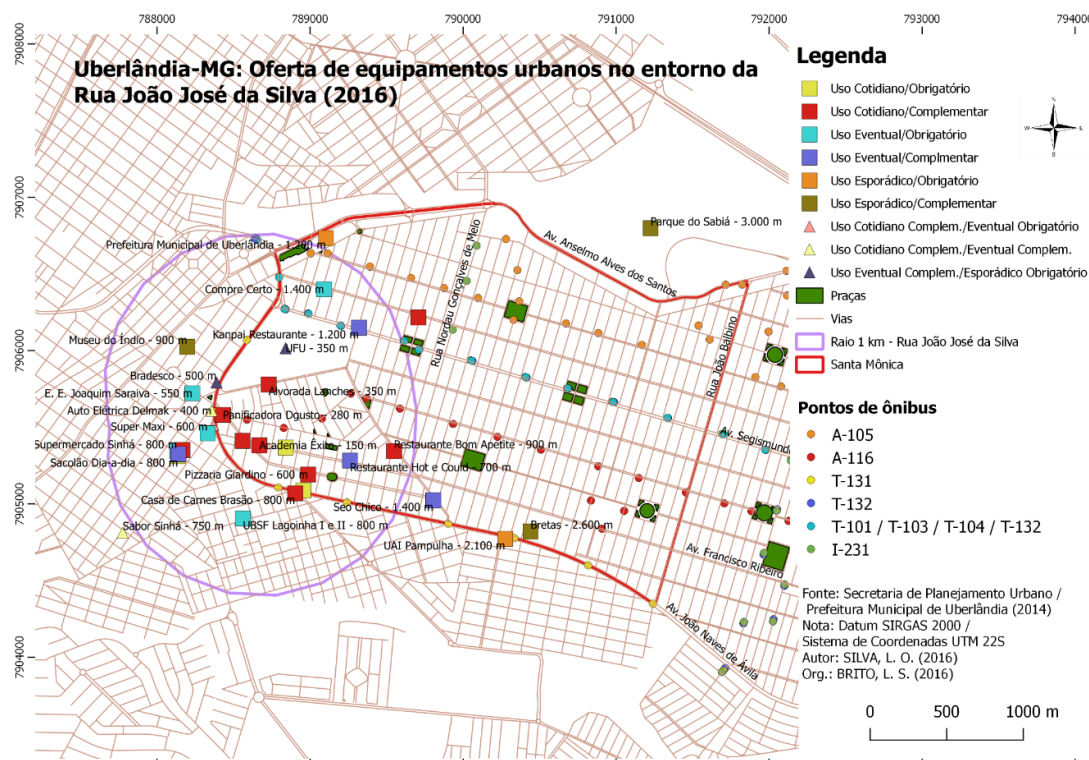 788000 789000 790000 791000 792000 793000 794000
7908000
7907000
7906000
7905000
7904000
Uberlândia-MG: Oferta de equipamentos urbanos no entorno da
Rua João José da Silva (2016)
Prefeitura Municipal de Uberlândia - 1.200 m
Parque do Sabiá - 3.000 m
Av. Anselmo Alves dos Santos
Rua Nordau Gonçalves de Melo
Compre Certo - 1.400 m
Kanpai Restaurante - 1.200 m
Museu do Índio - 900 m
UFU - 350 m
Rua João Balbino
Bradesco - 500 m
E. E. Joaquim Saraiva - 550 m
Alvorada Lanches - 350 m
Auto Elétrica Delmak - 400 m
Panificadora Dgusto - 280 m
Super Maxi - 600 m
Av. Segismund
Supermercado Sinhá - 800 m
Academia Êxito - 150 m
Restaurante Bom Apetite - 900 m
Sacolão Dia-a-dia - 800 m
Restaurante Hot e Could - 700 m
Pizzaria Giardino - 600 m
Casa de Carnes Brasão - 800 m
Seo Chico - 1.400 m
Sabor Sinhá - 750 m
UBSF Lagoinha I e II - 800 m
Bretas - 2.600 m
UAI Pampulha - 2.100 m
Av. Francisco Ribeiro
Av. João Naves de Ávila
Legenda
Uso Cotidiano/Obrigatório
Uso Cotidiano/Complementar
Uso Eventual/Obrigatório
Uso Eventual/Complmentar
Uso Esporádico/Obrigatório
Uso Esporádico/Complementar
Uso Cotidiano Complem./Eventual Obrigatório
Uso Cotidiano Complem./Eventual Complem.
Uso Eventual Complem./Esporádico Obrigatório
Praças
Vias
Raio 1 km - Rua João José da Silva
Santa Mônica
N
W E
S
Pontos de ônibus
A-105
A-116
T-131
T-132
T-101 / T-103 / T-104 / T-132
I-231
Fonte: Secretaria de Planejamento Urbano /
Prefeitura Municipal de Uberlândia (2014)
Nota: Datum SIRGAS 2000 /
Sistema de Coordenadas UTM 22S
Autor: SILVA, L. O. (2016)
Org.: BRITO, L. S. (2016)
0 500 1000 m